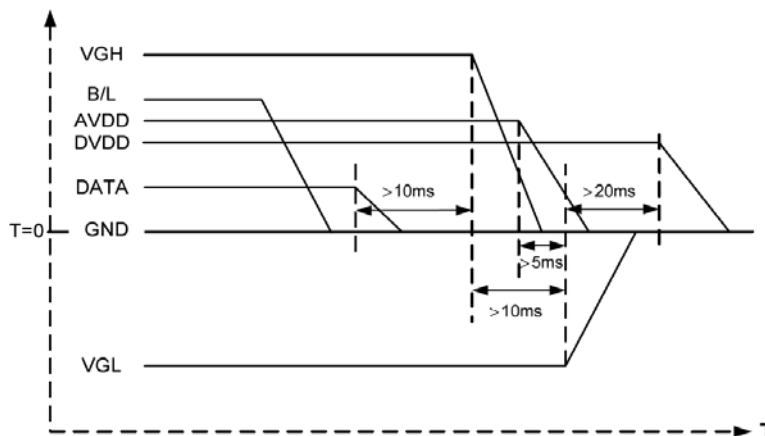 VGH
B/L
AVDD
DVDD
DATA
>10ms
>20ms
T=0
GND
>5ms
>10ms
VGL
T